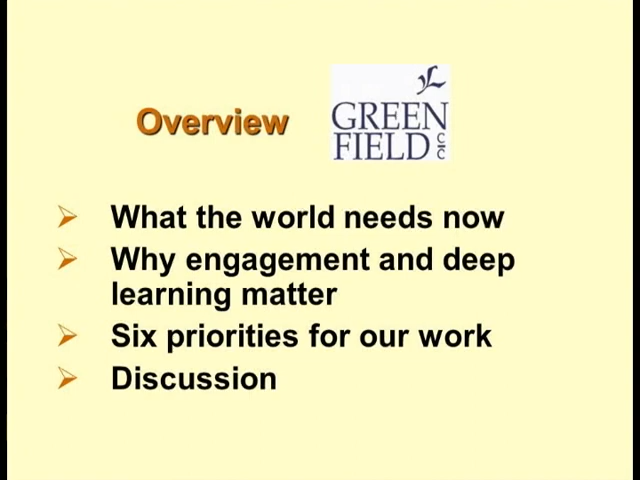 Overview
GREEN
FIELD CC
What the world needs now
Why engagement and deep
learning matter
Six priorities for our work
Discussion